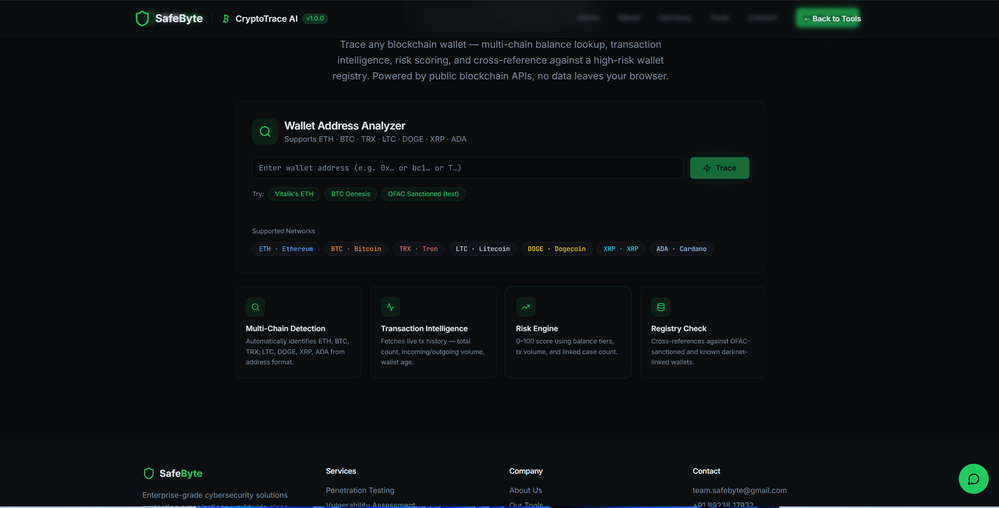 SafeByte
CryptoTrace AI v1.0.0
Home About Services Tools Contact
← Back to Tools
Trace any blockchain wallet — multi-chain balance lookup, transaction
intelligence, risk scoring, and cross-reference against a high-risk wallet
registry. Powered by public blockchain APIs, no data leaves your browser.
Wallet Address Analyzer
Supports ETH · BTC · TRX · LTC · DOGE · XRP · ADA
Enter wallet address (e.g. 0x… or bc1… or T…)
Trace
Try: Vitalik's ETH BTC Genesis OFAC Sanctioned (test)
Supported Networks
ETH · Ethereum BTC · Bitcoin TRX · Tron LTC · Litecoin DOGE · Dogecoin XRP · XRP ADA · Cardano
Multi-Chain Detection
Automatically identifies ETH, BTC,
TRX, LTC, DOGE, XRP, ADA from
address format.
Transaction Intelligence
Fetches live tx history — total
count, incoming/outgoing volume,
wallet age.
Risk Engine
0–100 score using balance tiers,
tx volume, and linked case count.
Registry Check
Cross-references against OFAC-
sanctioned and known darknet-
linked wallets.
SafeByte
Enterprise-grade cybersecurity solutions
protecting organizations worldwide since
Services
Penetration Testing
Vulnerability Assessment
Company
About Us
Our Tools
Contact
team.safebyte@gmail.com
+91 89238 17932